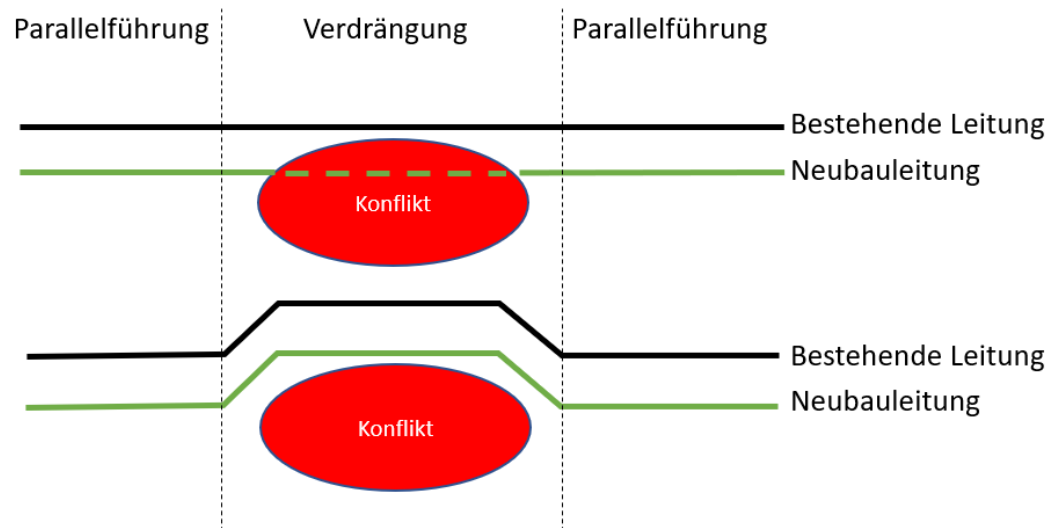 Parallelführung
Verdrängung
Parallelführung
Bestehende Leitung
Neubauleitung
Konflikt
Bestehende Leitung
Neubauleitung
Konflikt